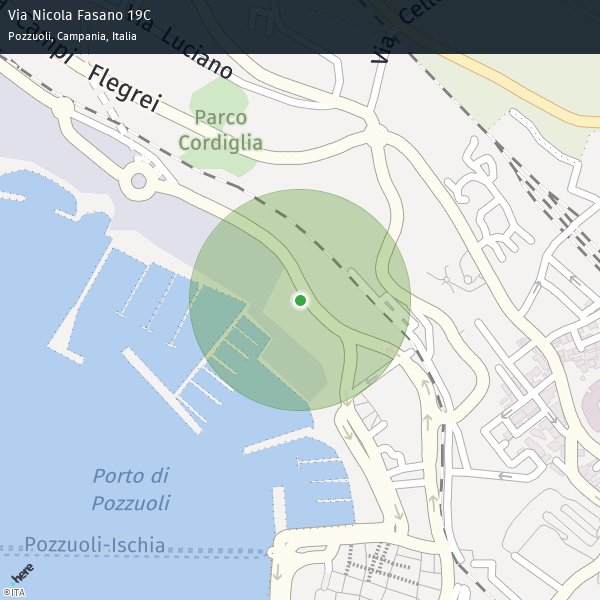 Via Nicola Fasano 19C
Pozzuoli, Campania, Italia
Campi Flegrei
Via Luciano
Via
Parco
Cordiglia
Porto di
Pozzuoli
Pozzuoli-Ischia
here
©ITA